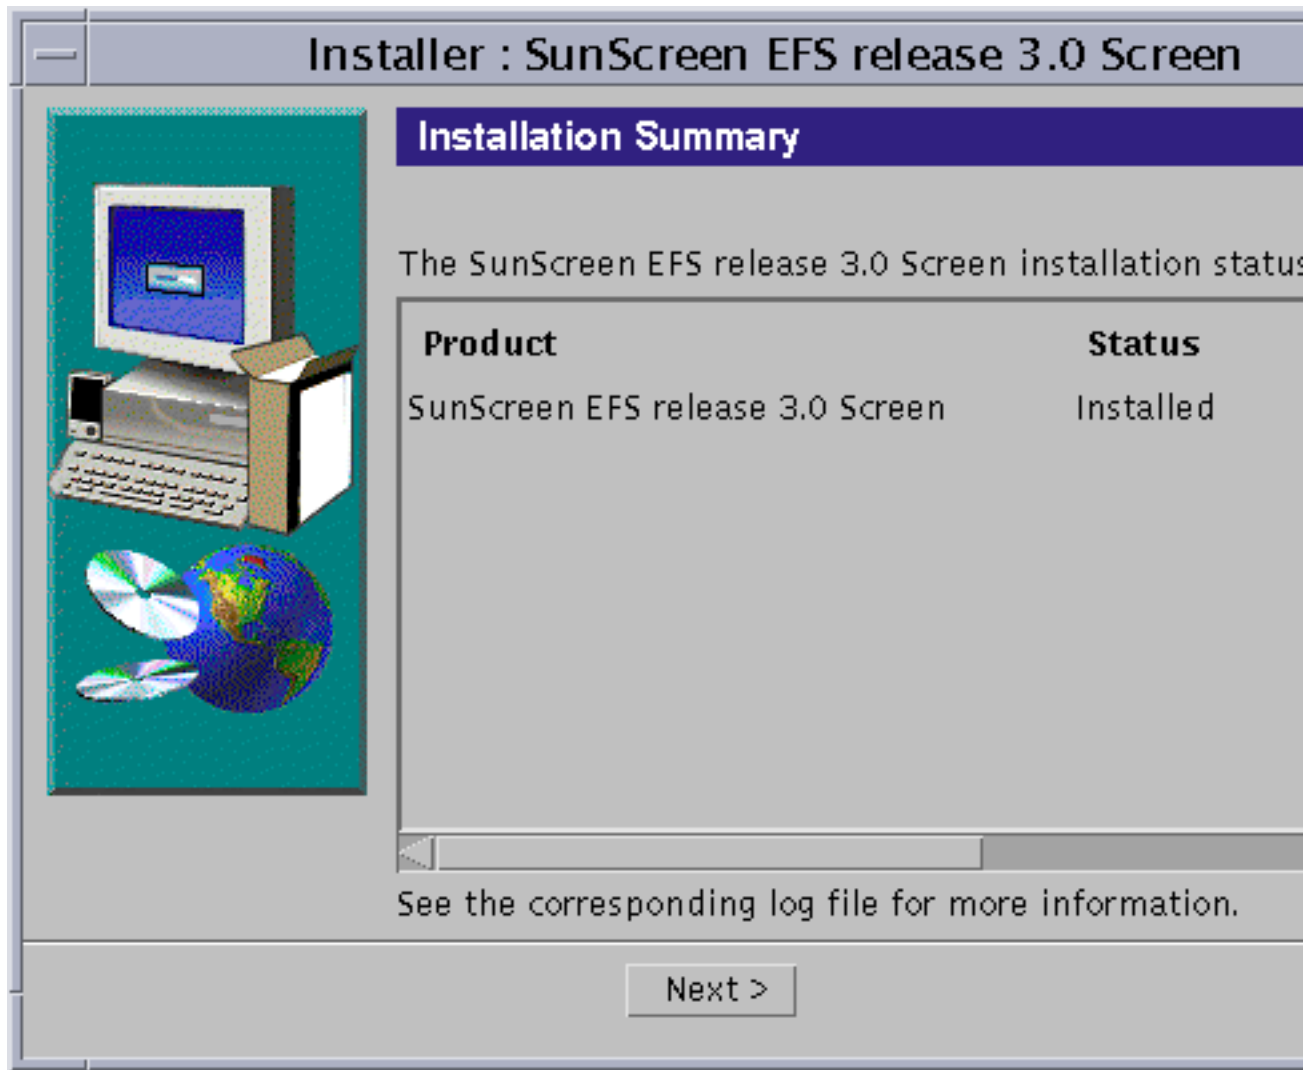 Installer : SunScreen EFS release 3.0 Screen
Installation Summary
The SunScreen EFS release 3.0 Screen installation status
Product Status
SunScreen EFS release 3.0 Screen Installed
See the corresponding log file for more information.
Next >